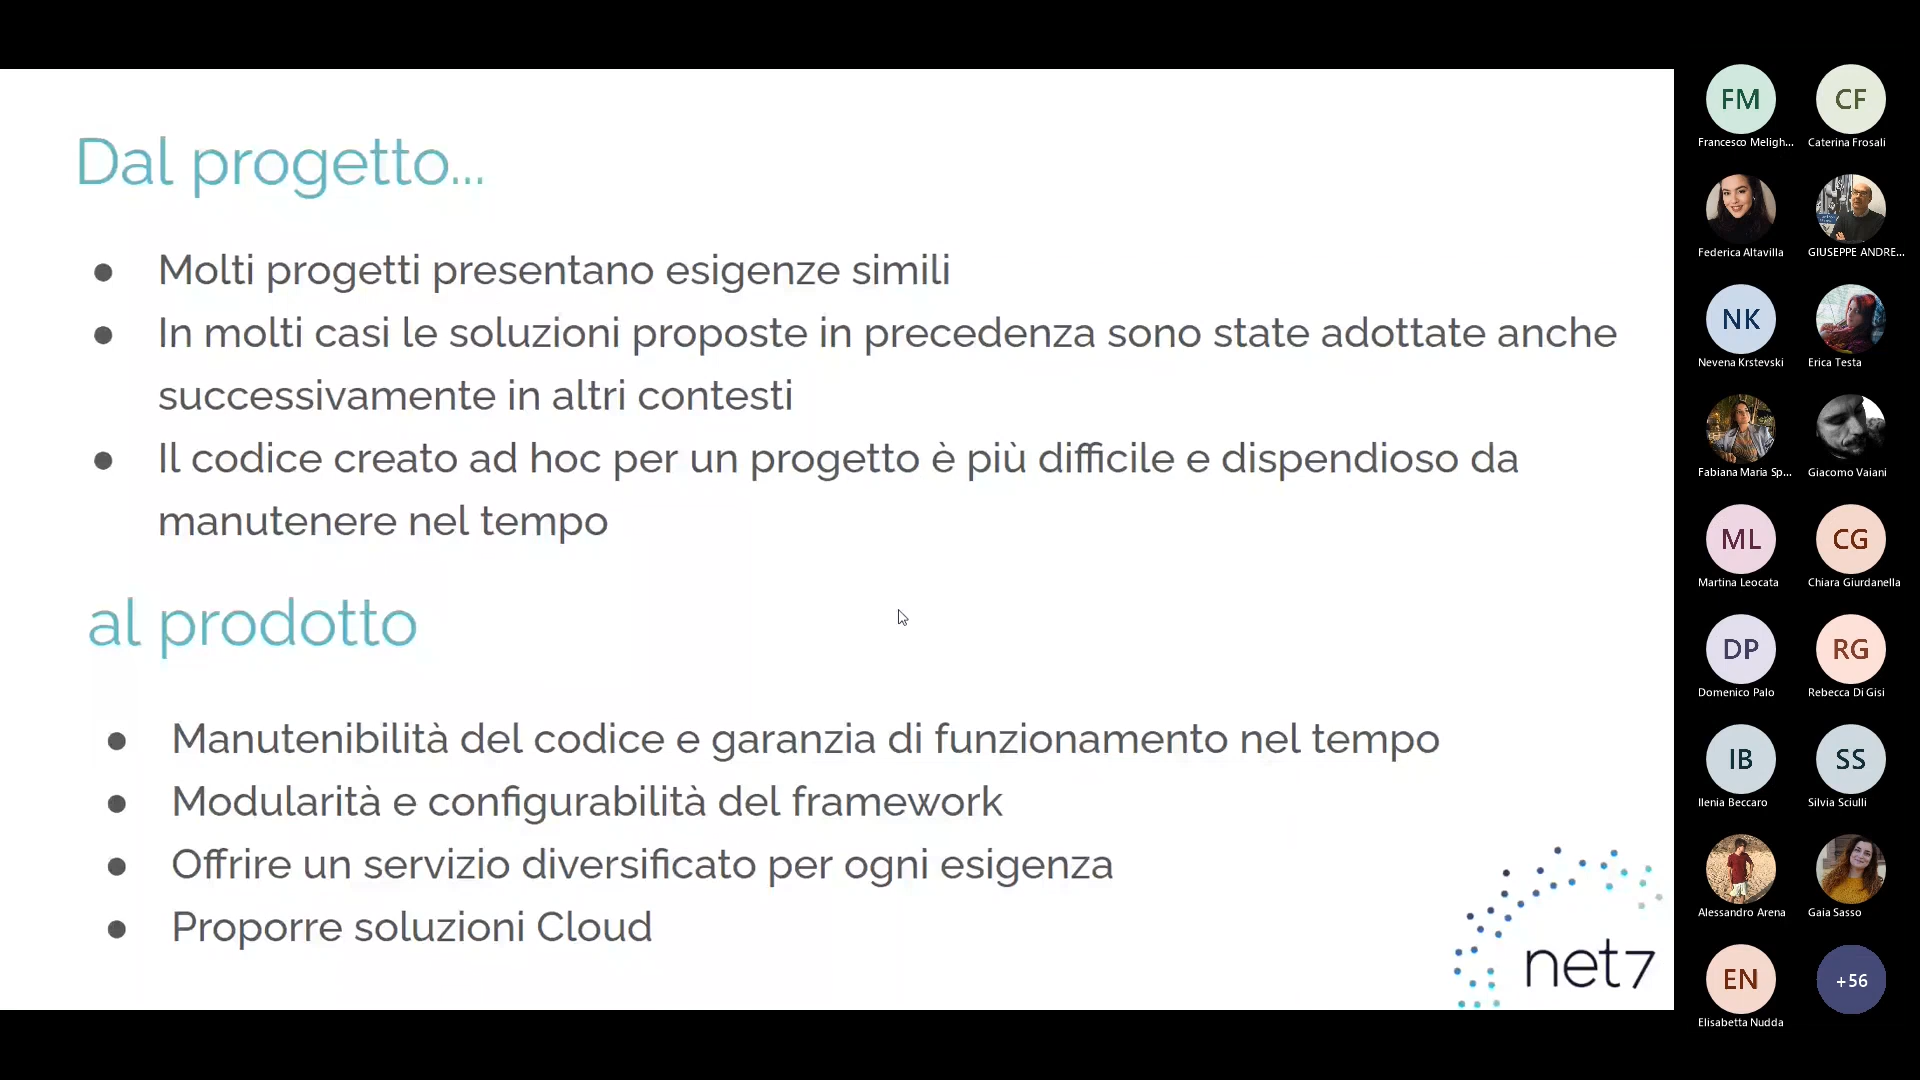 Dal progetto...
● Molti progetti presentano esigenze simili
● In molti casi le soluzioni proposte in precedenza sono state adottate anche
successivamente in altri contesti
● Il codice creato ad hoc per un progetto è più difficile e dispendioso da
manutenere nel tempo
al prodotto
● Manutenibilità del codice e garanzia di funzionamento nel tempo
● Modularità e configurabilità del framework
● Offrire un servizio diversificato per ogni esigenza
● Proporre soluzioni Cloud
net7
FM
CF
Francesco Meligh...
Caterina Frosali
Federica Altavilla
GIUSEPPE ANDRE...
NK
Nevena Krstevski
Erica Testa
Fabiana Maria Sp...
Giacomo Vaiani
ML
CG
Martina Leocata
Chiara Giurdanella
DP
RG
Domenico Palo
Rebecca Di Gisi
IB
SS
Ilenia Beccaro
Silvia Sciulli
Alessandro Arena
Gaia Sasso
EN
+56
Elisabetta Nudda